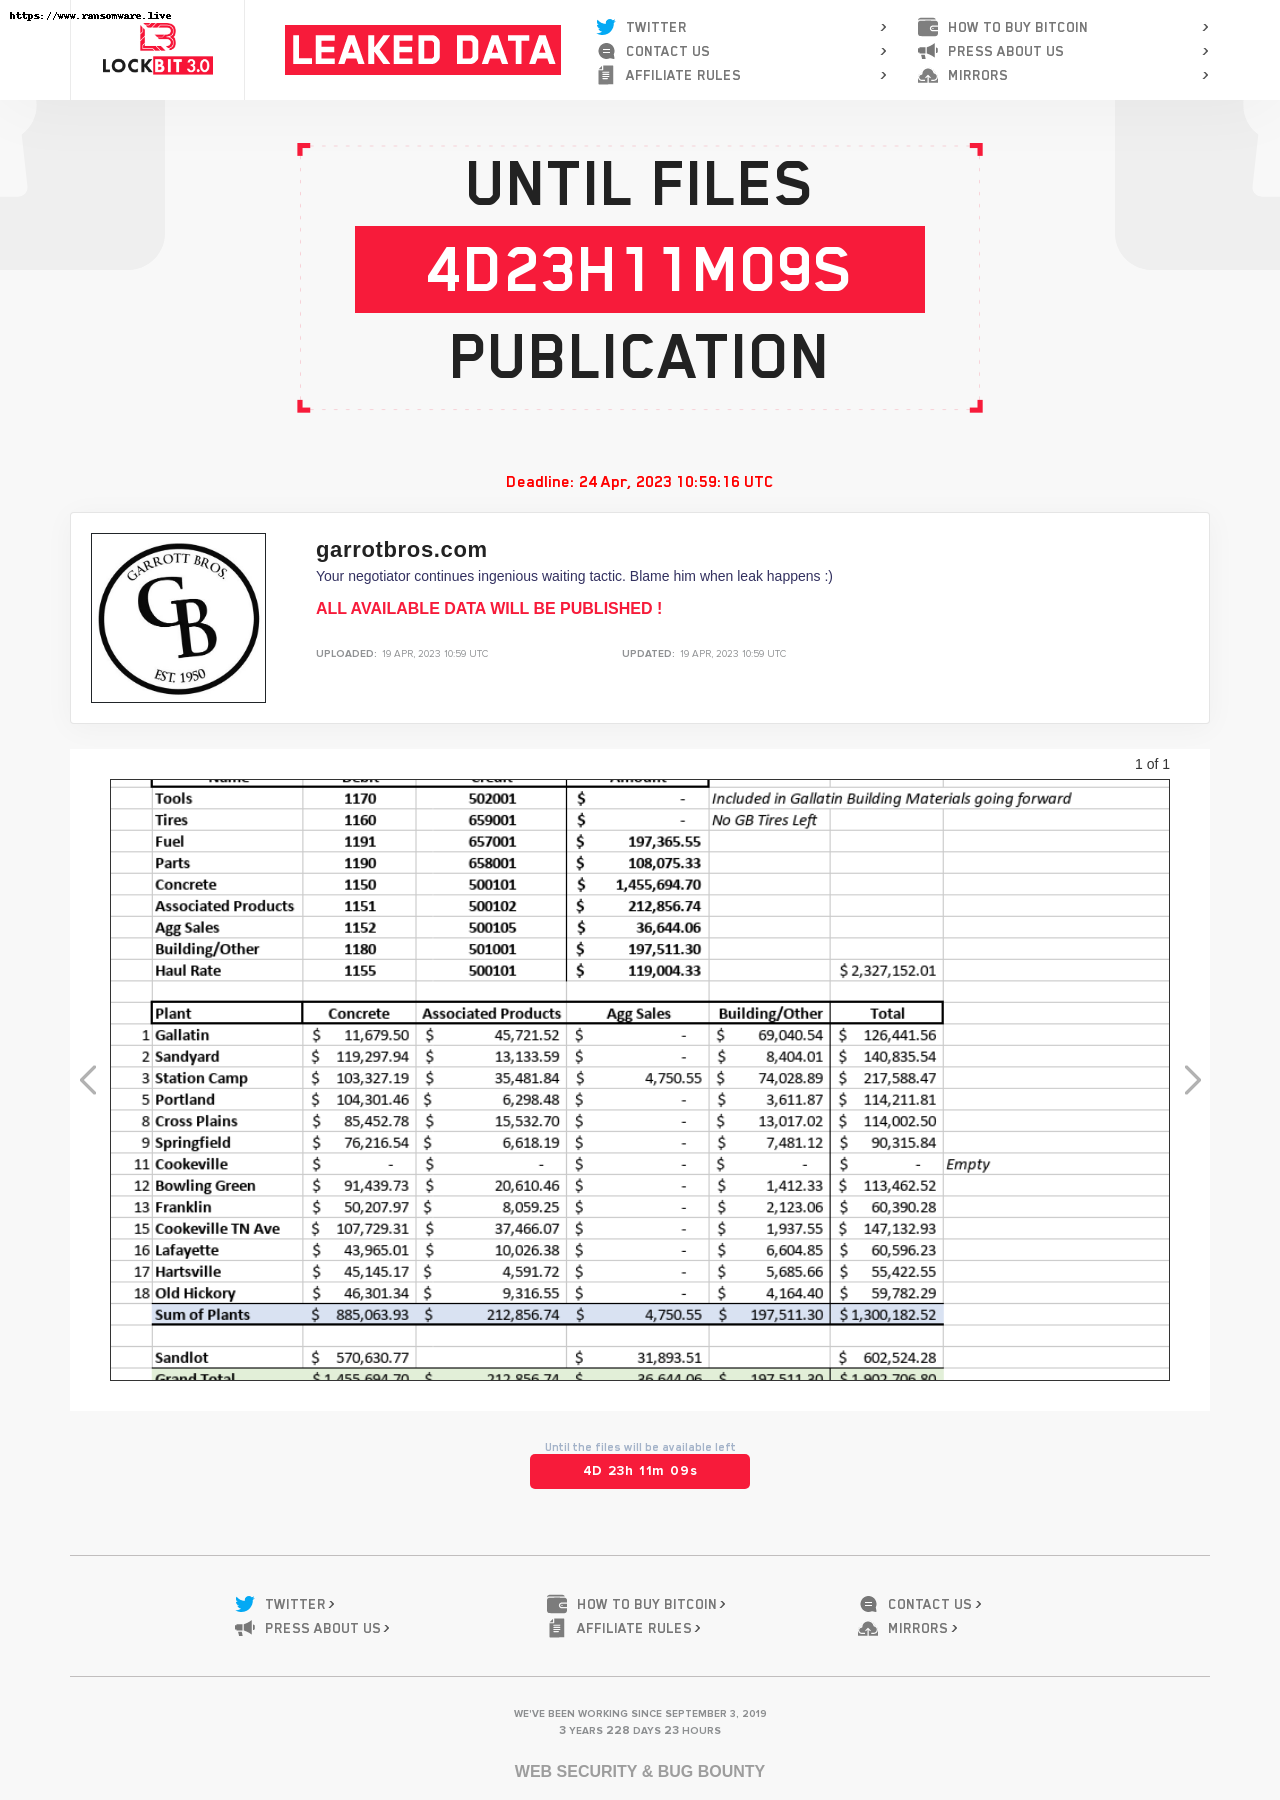 https://www.ransomware.live
LOCKBIT 3.0
LEAKED DATA
TWITTER >
CONTACT US >
AFFILIATE RULES >
HOW TO BUY BITCOIN >
PRESS ABOUT US >
MIRRORS >
UNTIL FILES
4D23H11M09S
PUBLICATION
Deadline: 24 Apr, 2023 10:59:16 UTC
GARROTT BROS.
GB
EST. 1950
garrotbros.com
Your negotiator continues ingenious waiting tactic. Blame him when leak happens :)
ALL AVAILABLE DATA WILL BE PUBLISHED !
UPLOADED: 19 APR, 2023 10:59 UTC UPDATED: 19 APR, 2023 10:59 UTC
1 of 1
Name Debit Credit Amount
Tools 1170 502001 $ - Included in Gallatin Building Materials going forward
Tires 1160 659001 $ - No GB Tires Left
Fuel 1191 657001 $ 197,365.55
Parts 1190 658001 $ 108,075.33
Concrete 1150 500101 $ 1,455,694.70
Associated Products 1151 500102 $ 212,856.74
Agg Sales 1152 500105 $ 36,644.06
Building/Other 1180 501001 $ 197,511.30
Haul Rate 1155 500101 $ 119,004.33 $ 2,327,152.01
Plant Concrete Associated Products Agg Sales Building/Other Total
1 Gallatin $ 11,679.50 $ 45,721.52 $ - $ 69,040.54 $ 126,441.56
2 Sandyard $ 119,297.94 $ 13,133.59 $ - $ 8,404.01 $ 140,835.54
3 Station Camp $ 103,327.19 $ 35,481.84 $ 4,750.55 $ 74,028.89 $ 217,588.47
5 Portland $ 104,301.46 $ 6,298.48 $ - $ 3,611.87 $ 114,211.81
8 Cross Plains $ 85,452.78 $ 15,532.70 $ - $ 13,017.02 $ 114,002.50
9 Springfield $ 76,216.54 $ 6,618.19 $ - $ 7,481.12 $ 90,315.84
11 Cookeville $ - $ - $ - $ - $ - Empty
12 Bowling Green $ 91,439.73 $ 20,610.46 $ - $ 1,412.33 $ 113,462.52
13 Franklin $ 50,207.97 $ 8,059.25 $ - $ 2,123.06 $ 60,390.28
15 Cookeville TN Ave $ 107,729.31 $ 37,466.07 $ - $ 1,937.55 $ 147,132.93
16 Lafayette $ 43,965.01 $ 10,026.38 $ - $ 6,604.85 $ 60,596.23
17 Hartsville $ 45,145.17 $ 4,591.72 $ - $ 5,685.66 $ 55,422.55
18 Old Hickory $ 46,301.34 $ 9,316.55 $ - $ 4,164.40 $ 59,782.29
Sum of Plants $ 885,063.93 $ 212,856.74 $ 4,750.55 $ 197,511.30 $ 1,300,182.52
Sandlot $ 570,630.77 $ 31,893.51 $ 602,524.28
Grand Total $ 1,455,694.70 $ 212,856.74 $ 36,644.06 $ 197,511.30 $ 1,902,706.80
Until the files will be available left
4D 23h 11m 09s
TWITTER > HOW TO BUY BITCOIN > CONTACT US >
PRESS ABOUT US > AFFILIATE RULES > MIRRORS >
WE'VE BEEN WORKING SINCE SEPTEMBER 3, 2019
3 YEARS 228 DAYS 23 HOURS
WEB SECURITY & BUG BOUNTY